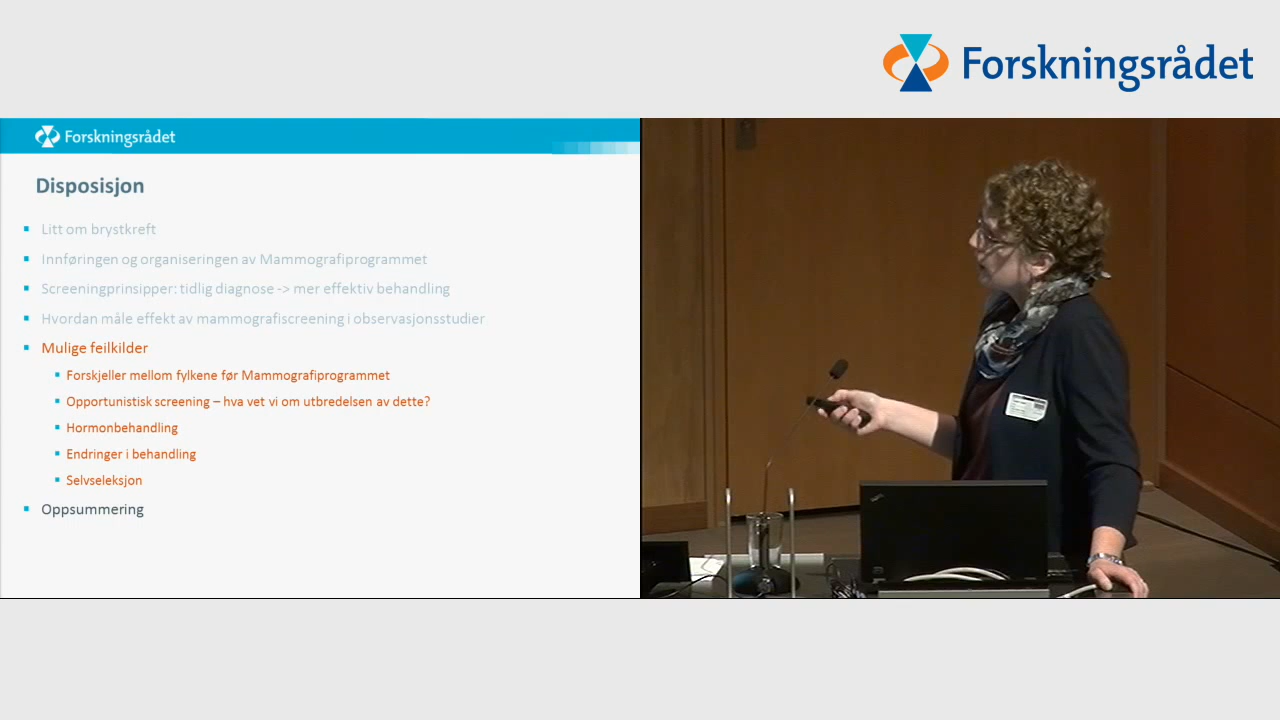 Forskningsrådet
Forskningsrådet
Disposisjon
Litt om brystkreft
Innføringen og organiseringen av Mammografiprogrammet
Screeningprinsipper: tidlig diagnose -> mer effektiv behandling
Hvordan måle effekt av mammografiscreening i observasjonsstudier
Mulige feilkilder
Forskjeller mellom fylkene før Mammografiprogrammet
Opportunistisk screening – hva vet vi om utbredelsen av dette?
Hormonbehandling
Endringer i behandling
Selvseleksjon
Oppsummering